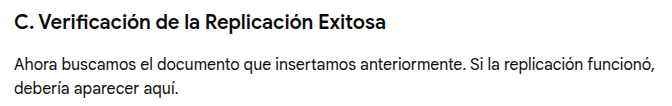 C. Verificación de la Replicación Exitosa
Ahora buscamos el documento que insertamos anteriormente. Si la replicación funcionó,
debería aparecer aquí.